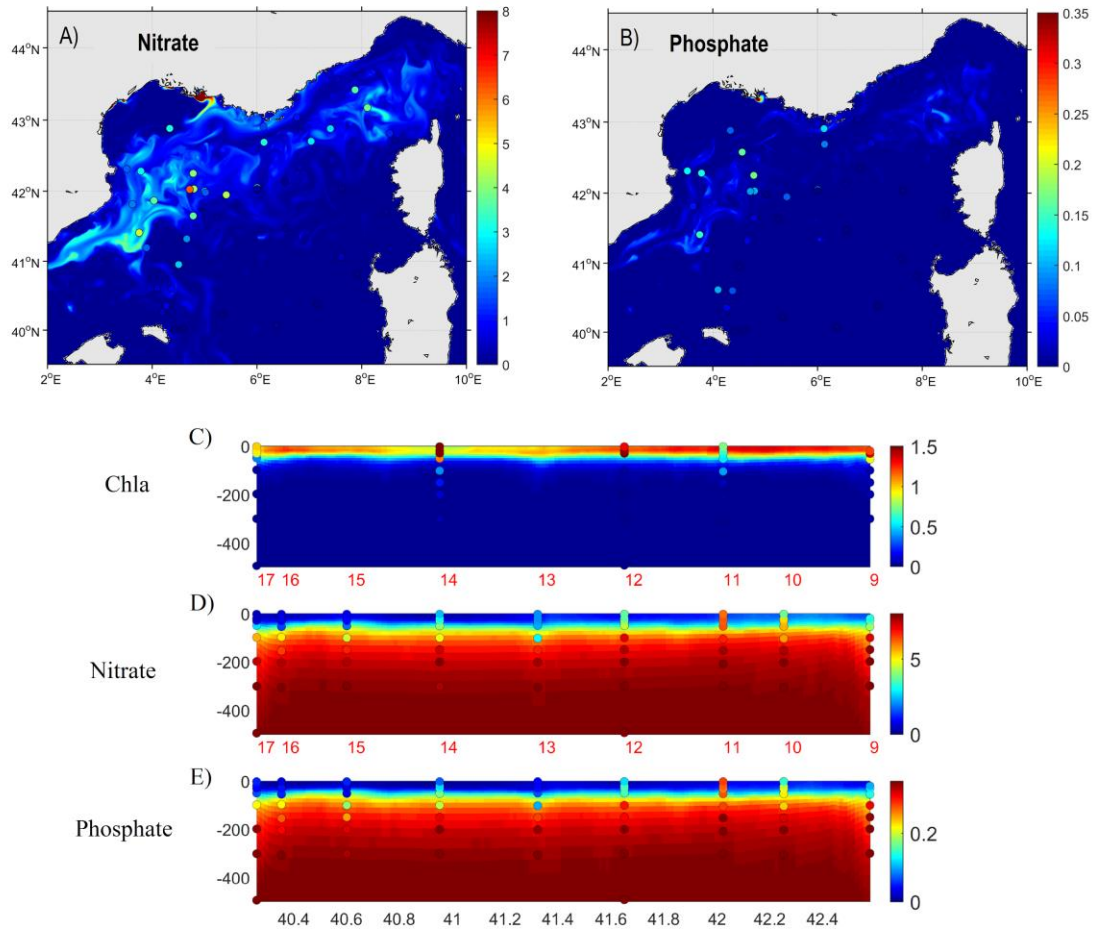 A) Nitrate
44°N
43°N
42°N
41°N
40°N
2°E 4°E 6°E 8°E 10°E
8
7
6
5
4
3
2
1
0
B) Phosphate
44°N
43°N
42°N
41°N
40°N
2°E 4°E 6°E 8°E 10°E
0.35
0.3
0.25
0.2
0.15
0.1
0.05
0
C)
Chla
0
-200
-400
17 16 15 14 13 12 11 10 9
1.5
1
0.5
0
D)
Nitrate
0
-200
-400
17 16 15 14 13 12 11 10 9
5
0
E)
Phosphate
0
-200
-400
40.4 40.6 40.8 41 41.2 41.4 41.6 41.8 42 42.2 42.4
0.2
0